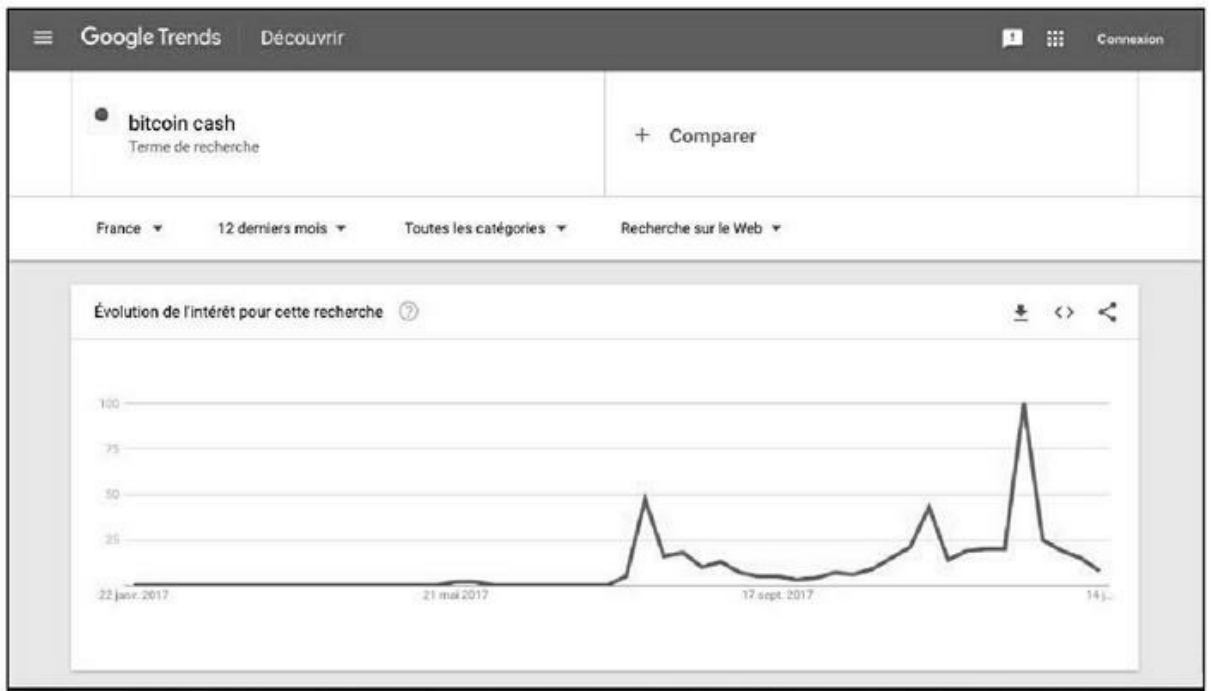 Google Trends Découvrir Connexion
bitcoin cash
Terme de recherche
+ Comparer
France 12 derniers mois Toutes les catégories Recherche sur le Web
Évolution de l'intérêt pour cette recherche
100
75
50
25
22 janv. 2017 21 mai 2017 17 sept. 2017 14 j...